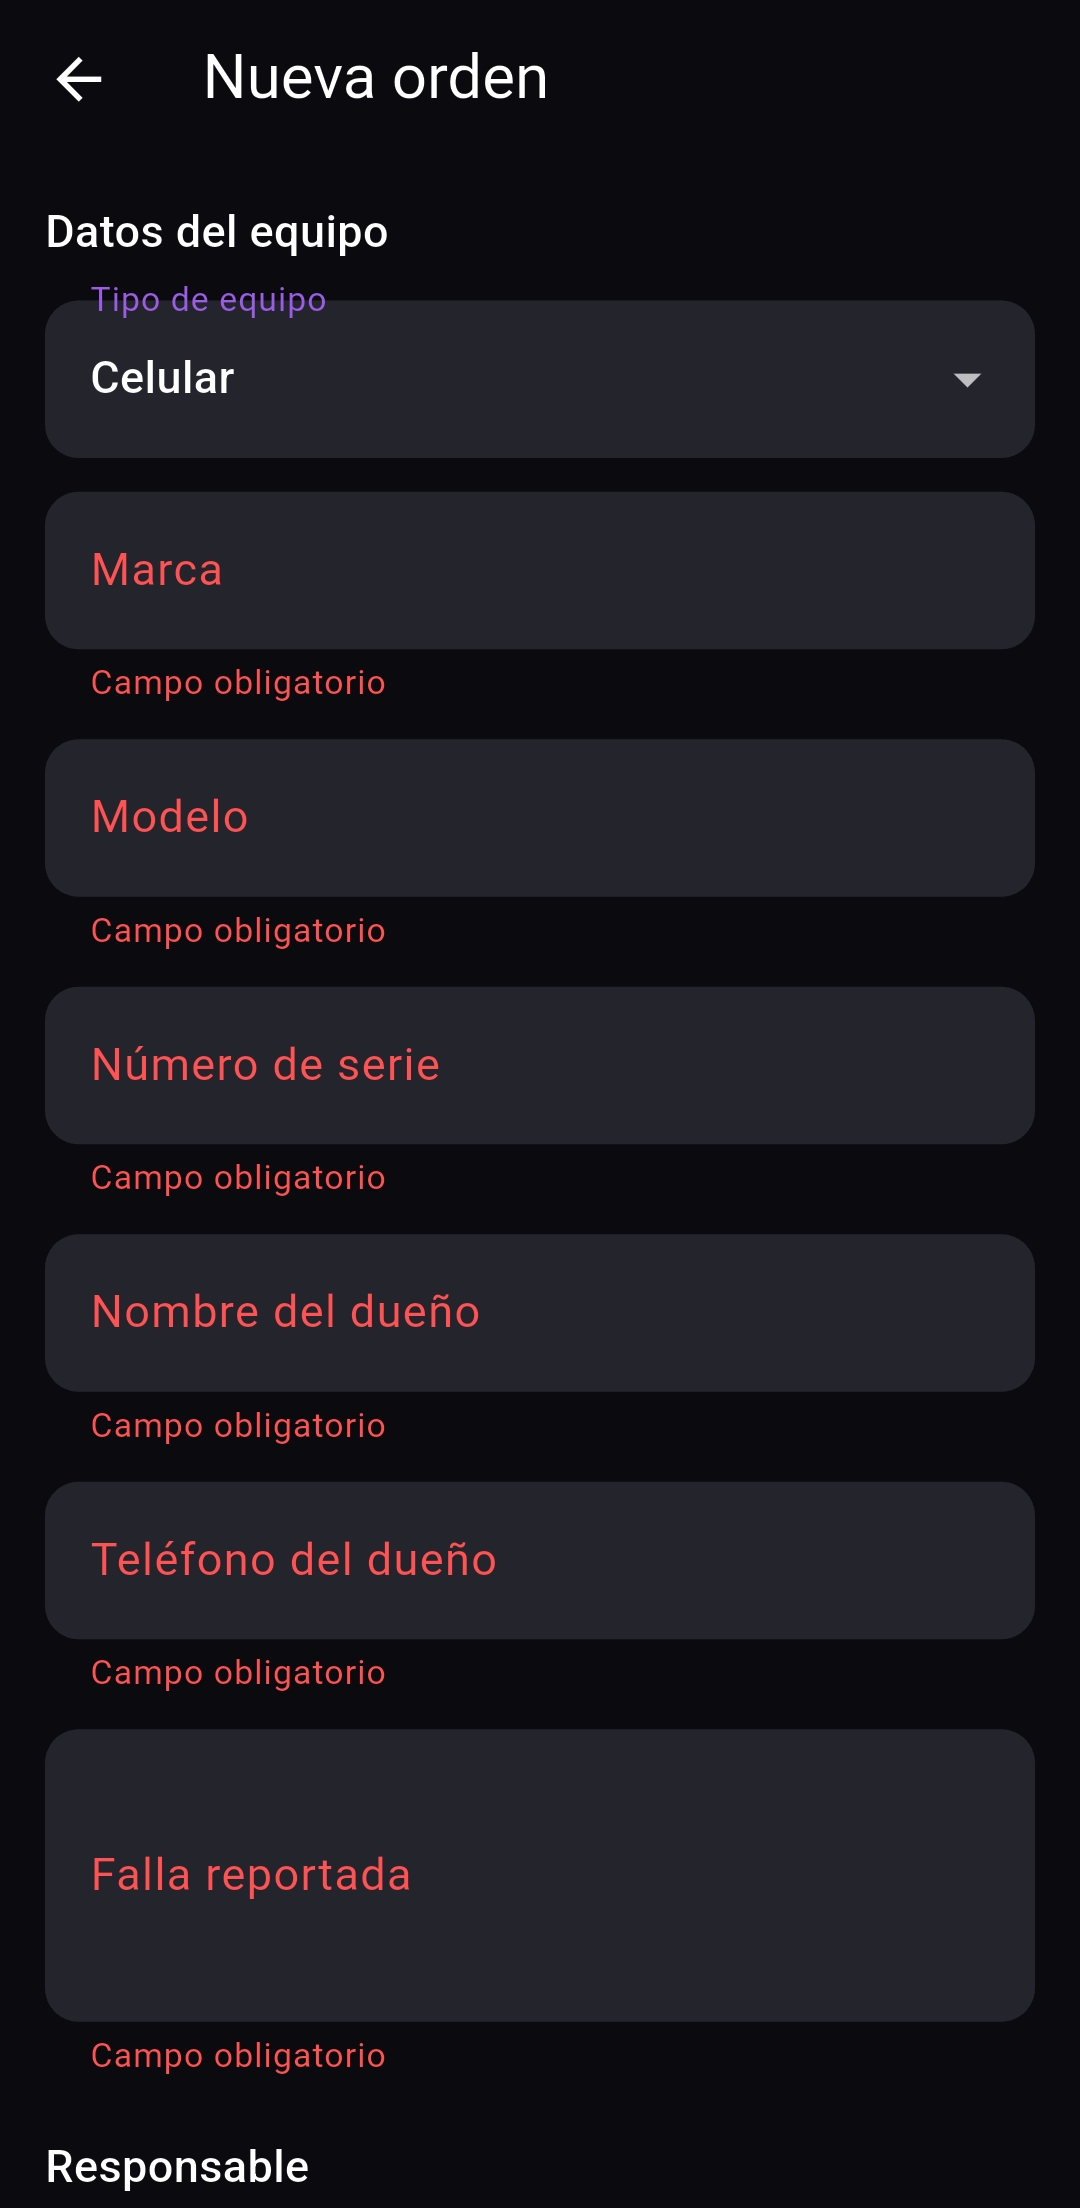 Nueva orden
Datos del equipo
Tipo de equipo
Celular
Marca
Campo obligatorio
Modelo
Campo obligatorio
Número de serie
Campo obligatorio
Nombre del dueño
Campo obligatorio
Teléfono del dueño
Campo obligatorio
Falla reportada
Campo obligatorio
Responsable